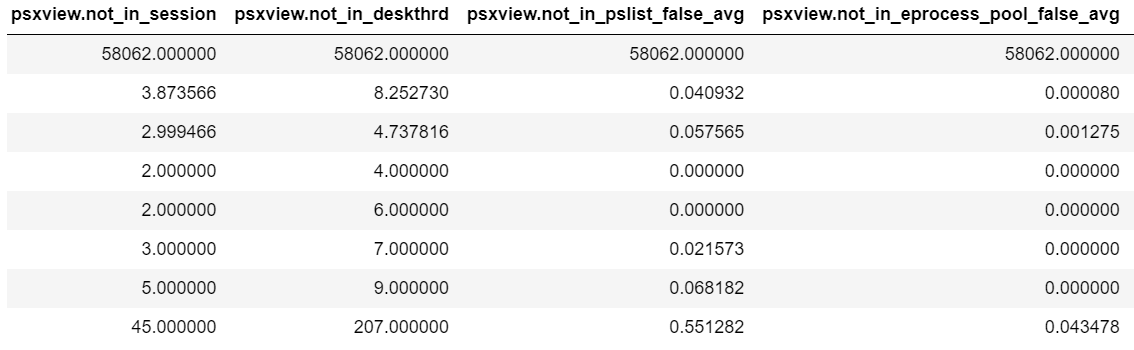 psxview.not_in_session psxview.not_in_deskthrd psxview.not_in_pslist_false_avg psxview.not_in_eprocess_pool_false_avg
58062.000000 58062.000000 58062.000000 58062.000000
3.873566 8.252730 0.040932 0.000080
2.999466 4.737816 0.057565 0.001275
2.000000 4.000000 0.000000 0.000000
2.000000 6.000000 0.000000 0.000000
3.000000 7.000000 0.021573 0.000000
5.000000 9.000000 0.068182 0.000000
45.000000 207.000000 0.551282 0.043478